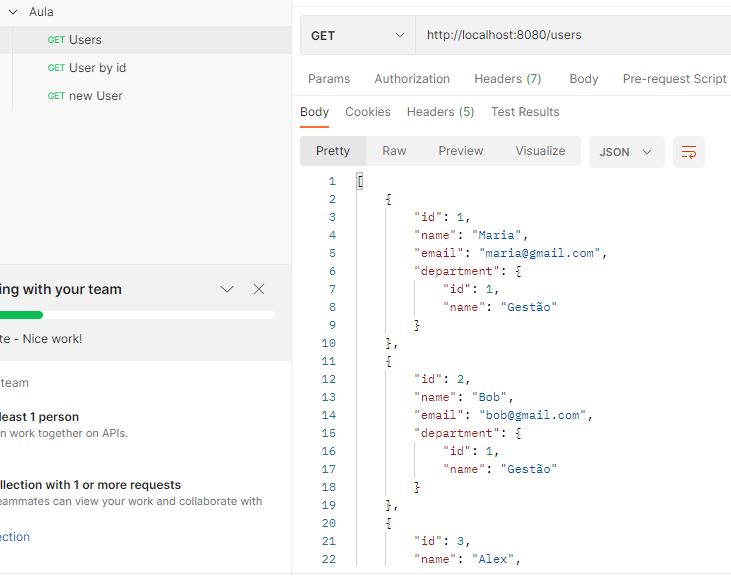 Aula
GET Users
GET User by id
GET new User
ing with your team
te - Nice work!
team
least 1 person
n work together on APIs.
llection with 1 or more requests
eammates can view your work and collaborate with
ection
GET http://localhost:8080/users
Params Authorization Headers (7) Body Pre-request Script
Body Cookies Headers (5) Test Results
Pretty Raw Preview Visualize JSON
1 [
2 {
3 "id": 1,
4 "name": "Maria",
5 "email": "maria@gmail.com",
6 "department": {
7 "id": 1,
8 "name": "Gestão"
9 }
10 },
11 {
12 "id": 2,
13 "name": "Bob",
14 "email": "bob@gmail.com",
15 "department": {
16 "id": 1,
17 "name": "Gestão"
18 }
19 },
20 {
21 "id": 3,
22 "name": "Alex",